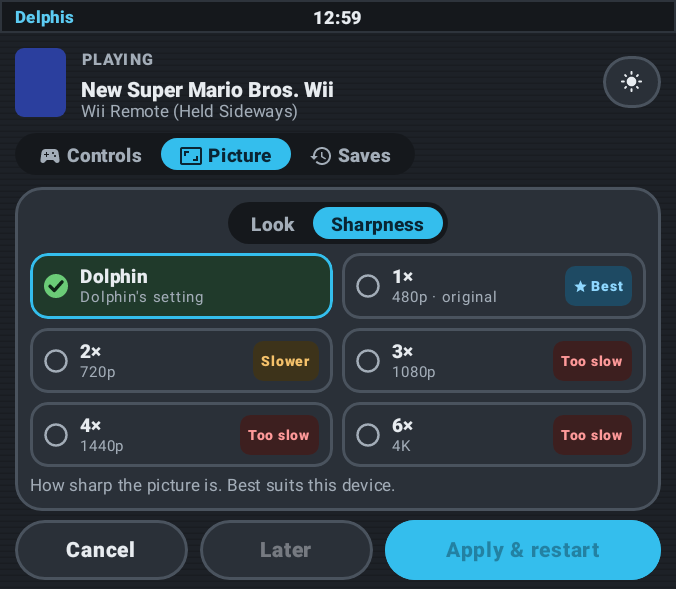 Delphis
12:59
PLAYING
New Super Mario Bros. Wii
Wii Remote (Held Sideways)
Controls
Picture
Saves
Look
Sharpness
Dolphin
Dolphin's setting
1×
480p · original
★ Best
2×
720p
Slower
3×
1080p
Too slow
4×
1440p
Too slow
6×
4K
Too slow
How sharp the picture is. Best suits this device.
Cancel
Later
Apply & restart